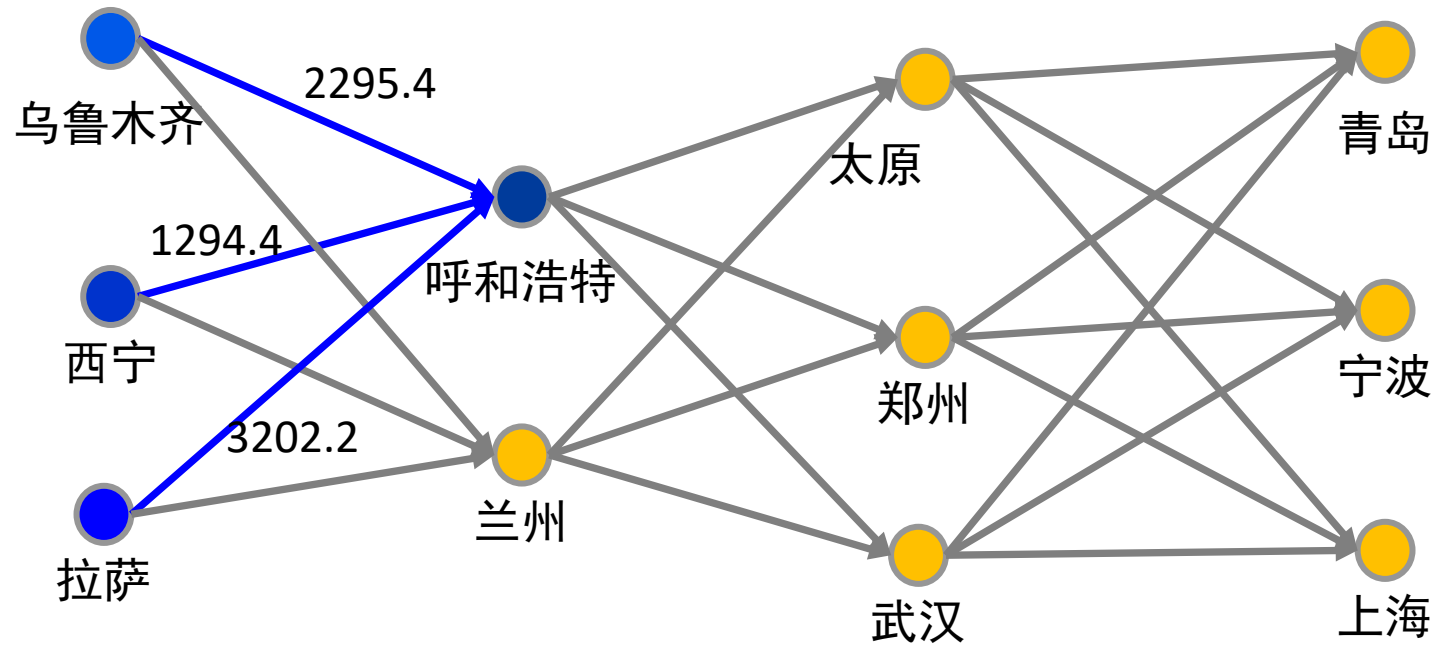 2295.4
乌鲁木齐
太原
青岛
1294.4
呼和浩特
西宁
郑州
宁波
3202.2
兰州
拉萨
武汉
上海